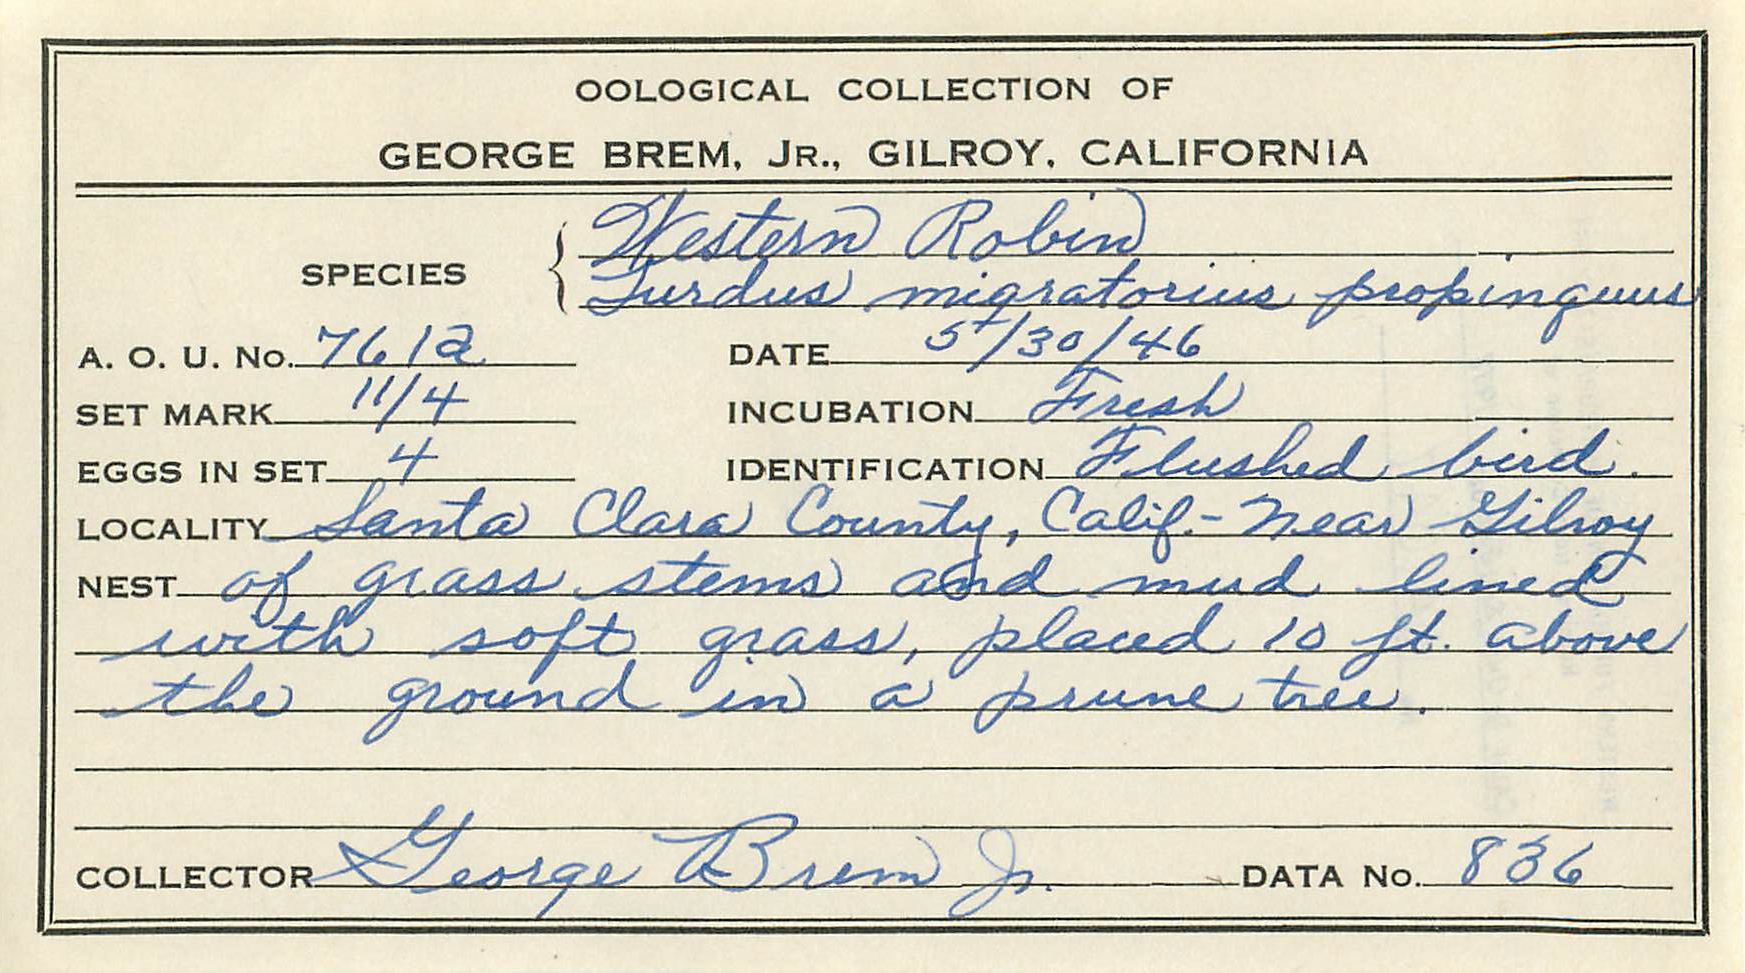 OOLOGICAL COLLECTION OF
GEORGE BREM, JR., GILROY, CALIFORNIA
SPECIES { Western Robin
Turdus migratorius propinquus
A. O. U. No. 761a DATE 5/30/46
SET MARK 11/4 INCUBATION Fresh
EGGS IN SET 4 IDENTIFICATION Flushed bird.
LOCALITY Santa Clara County, Calif.- Near Gilroy
NEST of grass stems and mud lined
with soft grass, placed 10 ft. above
the ground in a prune tree.
COLLECTOR George Brem Jr. DATA No. 836